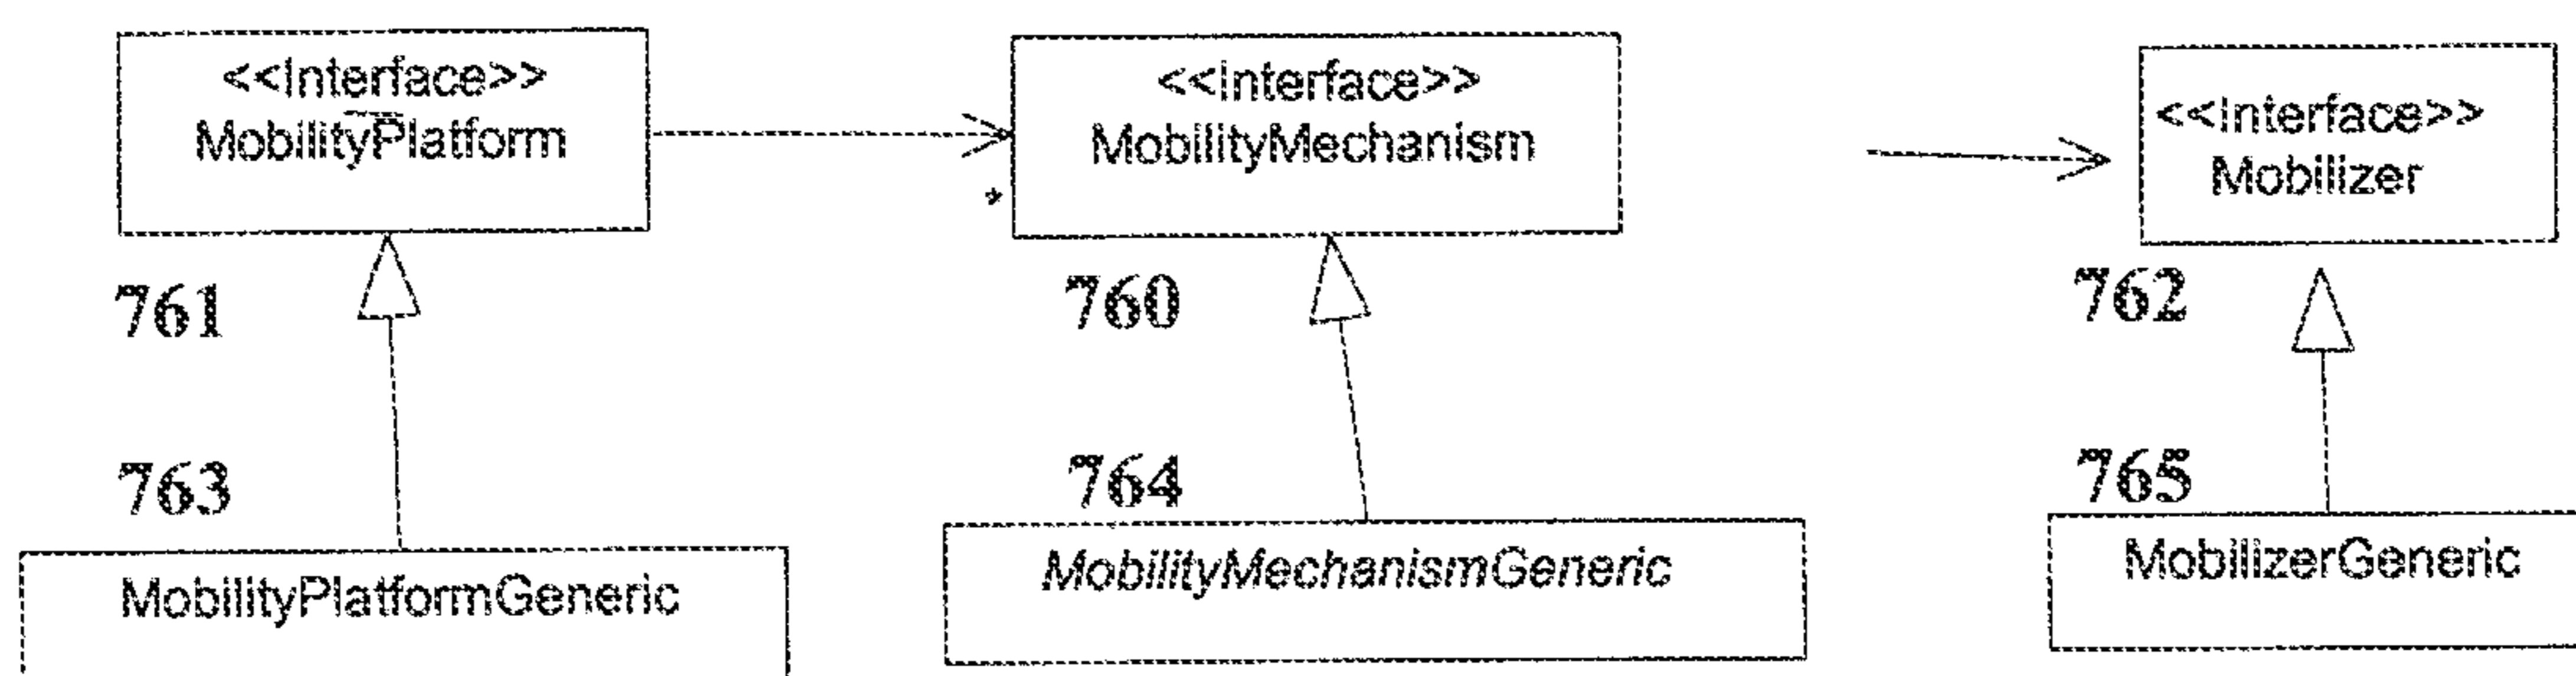 <<Interface>>
MobilityPlatform
<<Interface>>
MobilityMechanism
<<Interface>>
Mobilizer
*
761
760
762
763
764
765
MobilityPlatformGeneric
MobilityMechanismGeneric
MobilizerGeneric